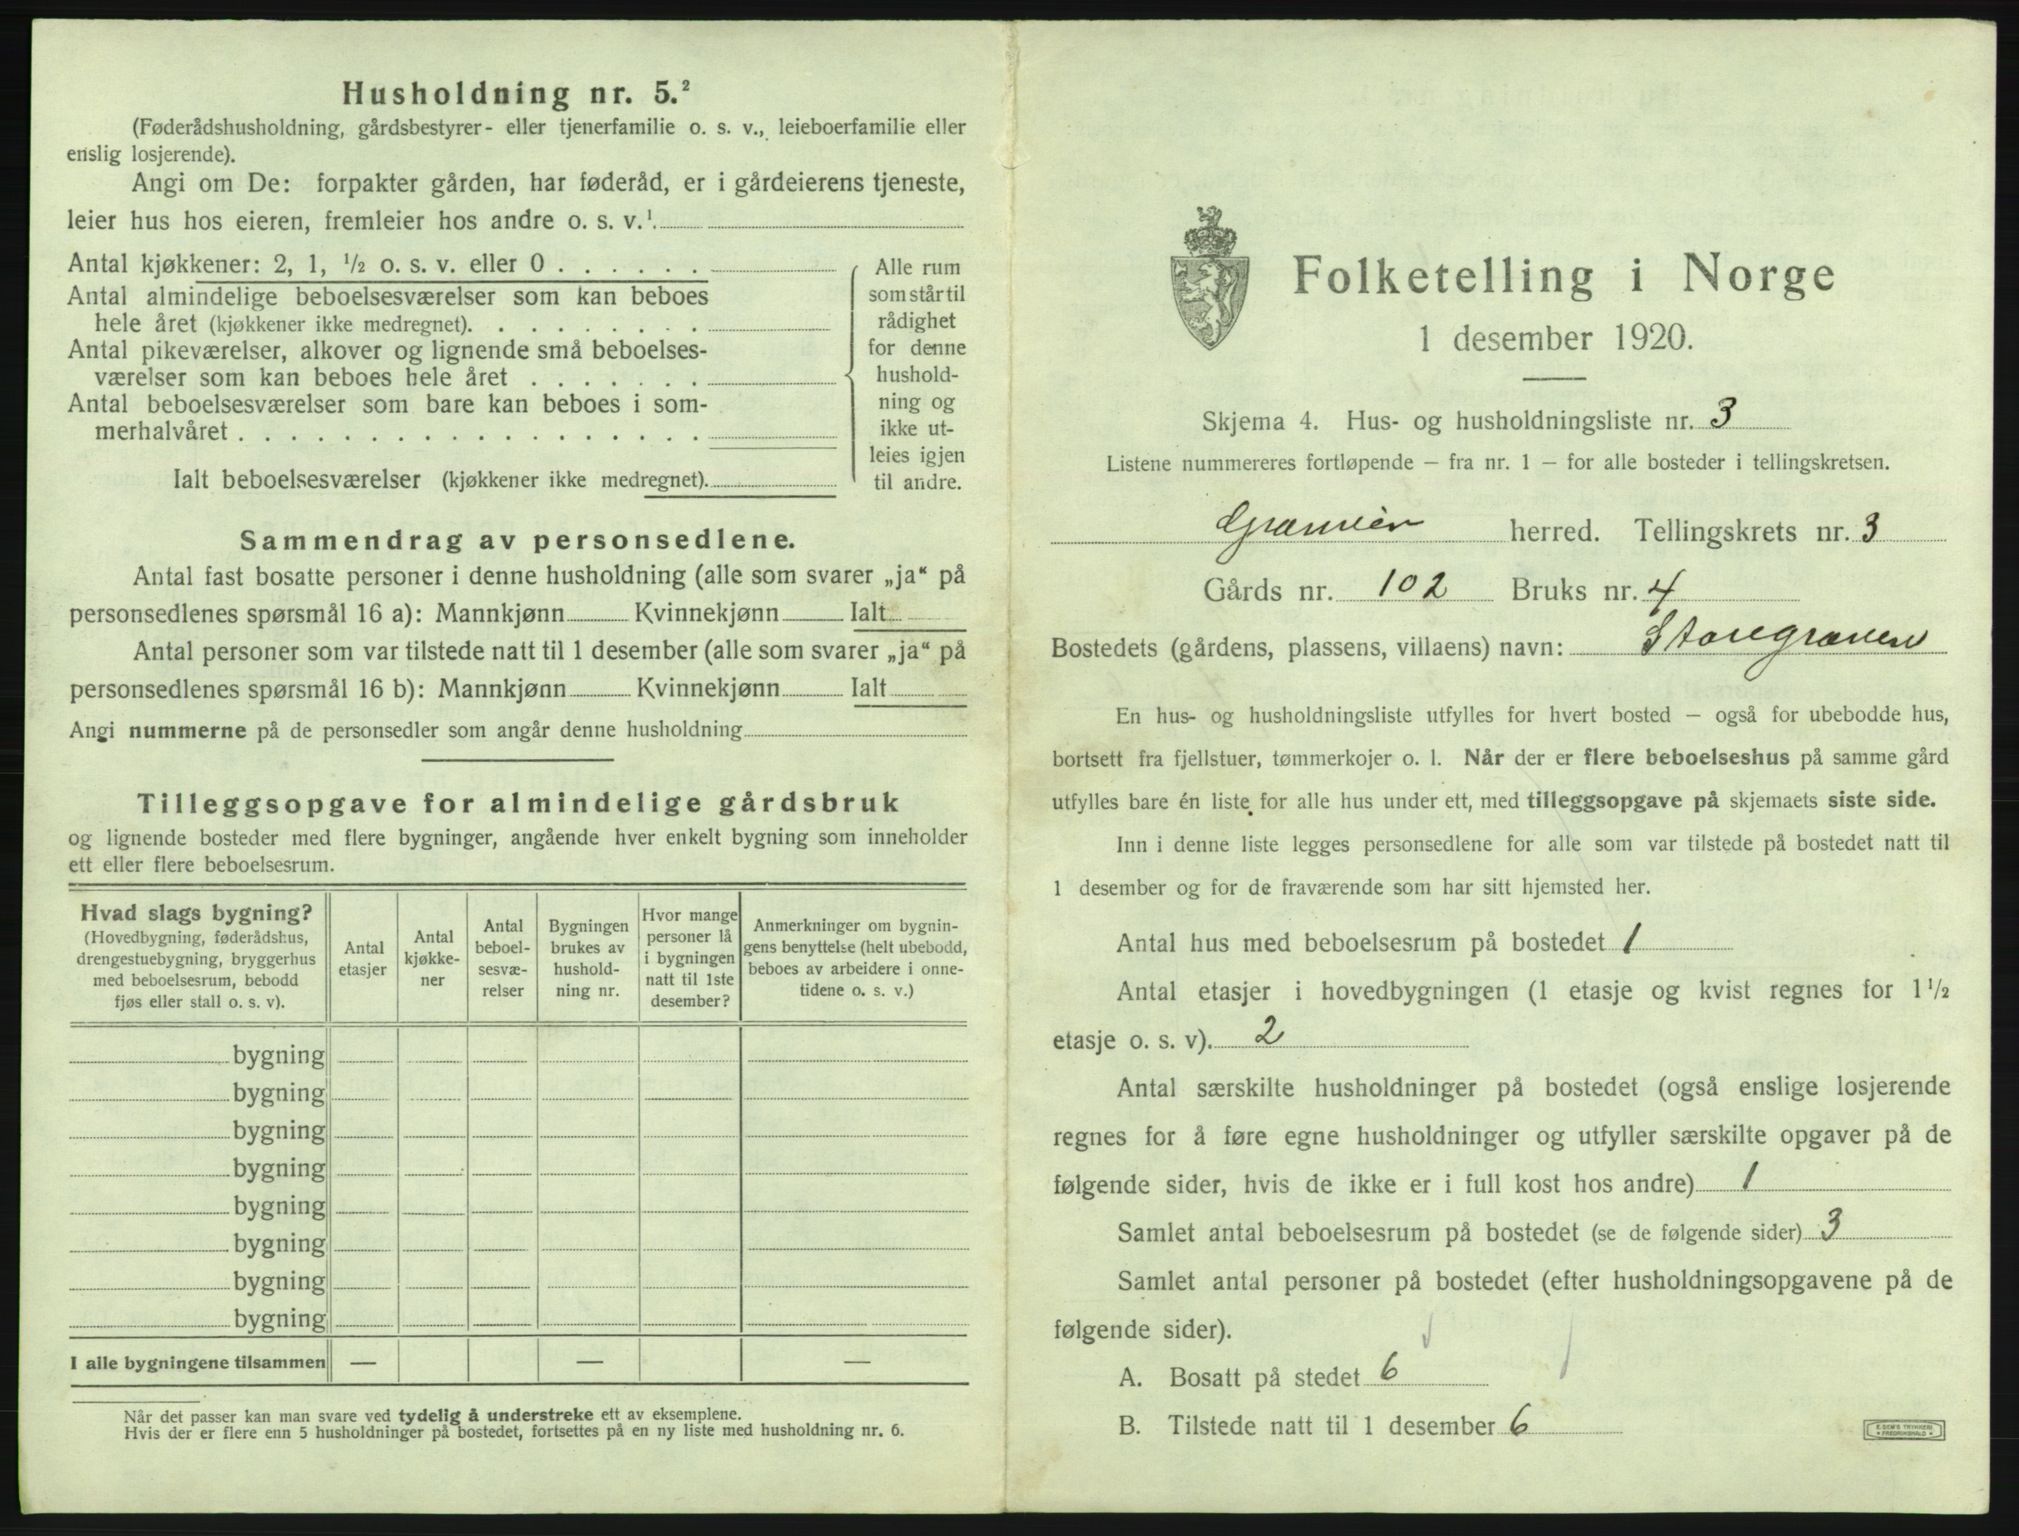 Husholdning nr. 5.²
(Føderådshusholdning, gårdsbestyrer- eller tjenerfamilie o. s. v., leieboerfamilie eller
enslig losjerende).
Angi om De: forpakter gården, har føderåd, er i gårdeierens tjeneste,
leier hus hos eieren, fremleier hos andre o. s. v.¹
Antal kjøkkener: 2, 1, ½ o. s. v. eller 0 . . . . . .
Antal almindelige beboelsesværelser som kan beboes
hele året (kjøkkener ikke medregnet). . . . . . . . .
Antal pikeværelser, alkover og lignende små beboelses-
værelser som kan beboes hele året . . . . . . .
Antal beboelsesværelser som bare kan beboes i som-
merhalvåret . . . . . . . . . . . . . . . . . .
Ialt beboelsesværelser (kjøkkener ikke medregnet).
Alle rum
som står til
rådighet
for denne
hushold-
ning og
ikke ut-
leies igjen
til andre.
Sammendrag av personsedlene.
Antal fast bosatte personer i denne husholdning (alle som svarer „ja“ på
personsedlenes spørsmål 16 a): Mannkjønn Kvinnekjønn Ialt
Antal personer som var tilstede natt til 1 desember (alle som svarer „ja“ på
personsedlenes spørsmål 16 b): Mannkjønn Kvinnekjønn Ialt
Angi nummerne på de personsedler som angår denne husholdning
Tilleggsopgave for almindelige gårdsbruk
og lignende bosteder med flere bygninger, angående hver enkelt bygning som inneholder
ett eller flere beboelsesrum.
Hvad slags bygning?
(Hovedbygning, føderådshus,
drengestuebygning, bryggerhus
med beboelsesrum, bebodd
fjøs eller stall o. s. v).
Antal
etasjer
Antal
kjøkke-
ner
Antal
beboel-
sesvæ-
relser
Bygningen
brukes av
hushold-
ning nr.
Hvor mange
personer lå
i bygningen
natt til 1ste
desember?
Anmerkninger om bygnin-
gens benyttelse (helt ubebodd,
beboes av arbeidere i onne-
tidene o. s. v.)
bygning
bygning
bygning
bygning
bygning
bygning
bygning
bygning
I alle bygningene tilsammen — — —
Når det passer kan man svare ved tydelig å understreke ett av eksemplene.
Hvis der er flere enn 5 husholdninger på bostedet, fortsettes på en ny liste med husholdning nr. 6.
Folketelling i Norge
1 desember 1920.
Skjema 4. Hus- og husholdningsliste nr. 3
Listene nummereres fortløpende – fra nr. 1 – for alle bosteder i tellingskretsen.
herred. Tellingskrets nr. 3
Gårds nr. 102 Bruks nr. 4
Bostedets (gårdens, plassens, villaens) navn: Storegraven
En hus- og husholdningsliste utfylles for hvert bosted – også for ubebodde hus,
bortsett fra fjellstuer, tømmerkojer o. l. Når der er flere beboelseshus på samme gård
utfylles bare én liste for alle hus under ett, med tilleggsopgave på skjemaets siste side.
Inn i denne liste legges personsedlene for alle som var tilstede på bostedet natt til
1 desember og for de fraværende som har sitt hjemsted her.
Antal hus med beboelsesrum på bostedet 1
Antal etasjer i hovedbygningen (1 etasje og kvist regnes for 1½
etasje o. s. v). 2
Antal særskilte husholdninger på bostedet (også enslige losjerende
regnes for å føre egne husholdninger og utfyller særskilte opgaver på de
følgende sider, hvis de ikke er i full kost hos andre) 1
Samlet antal beboelsesrum på bostedet (se de følgende sider) 3
Samlet antal personer på bostedet (efter husholdningsopgavene på de
følgende sider).
A. Bosatt på stedet 6
B. Tilstede natt til 1 desember 6
E. SEM'S TRYKKERI
FREDRIKSHALD